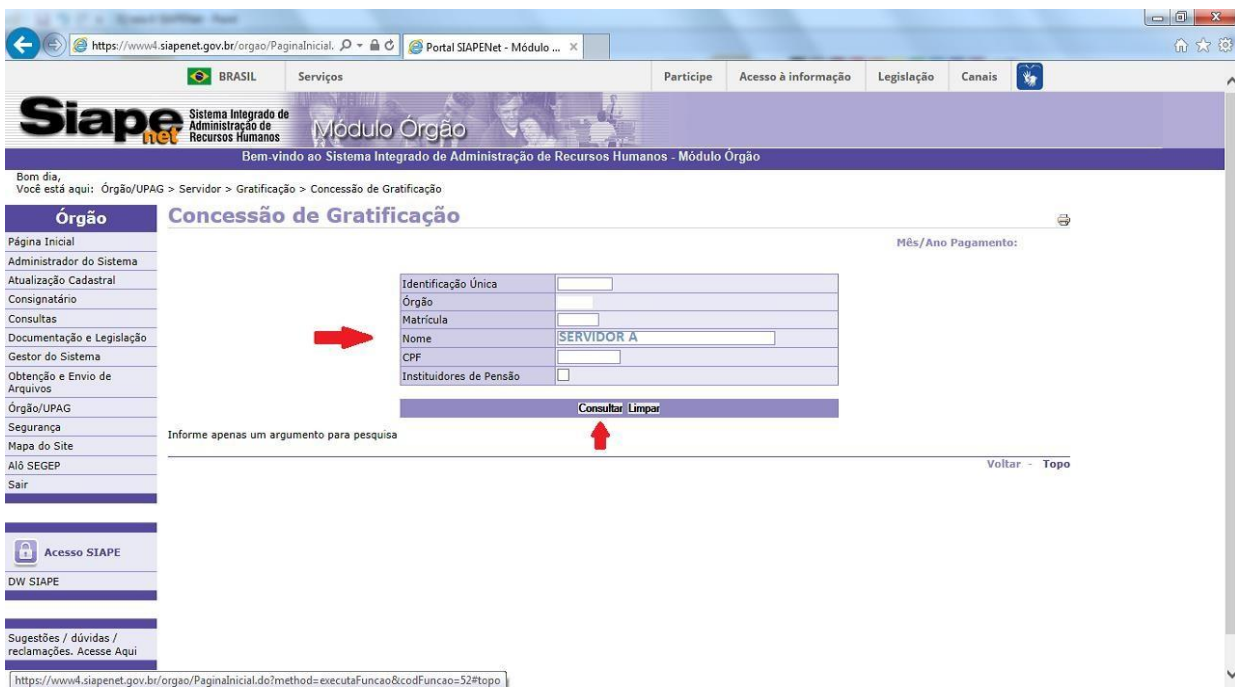 https://www4.siapenet.gov.br/orgao/PaginaInicial.
Portal SIAPENet - Módulo ...
BRASIL Serviços Participe Acesso à informação Legislação Canais
Siape net
Sistema Integrado de
Administração de
Recursos Humanos
Módulo Órgão
Bem-vindo ao Sistema Integrado de Administração de Recursos Humanos - Módulo Órgão
Bom dia,
Você está aqui: Órgão/UPAG > Servidor > Gratificação > Concessão de Gratificação
Órgão
Página Inicial
Administrador do Sistema
Atualização Cadastral
Consignatário
Consultas
Documentação e Legislação
Gestor do Sistema
Obtenção e Envio de
Arquivos
Órgão/UPAG
Segurança
Mapa do Site
Alô SEGEP
Sair
Acesso SIAPE
DW SIAPE
Sugestões / dúvidas /
reclamações. Acesse Aqui
Concessão de Gratificação
Mês/Ano Pagamento:
Identificação Única
Órgão
Matrícula
Nome SERVIDOR A
CPF
Instituidores de Pensão
Consultar Limpar
Informe apenas um argumento para pesquisa
Voltar - Topo
https://www4.siapenet.gov.br/orgao/PaginaInicial.do?method=executaFuncao&codFuncao=52#topo